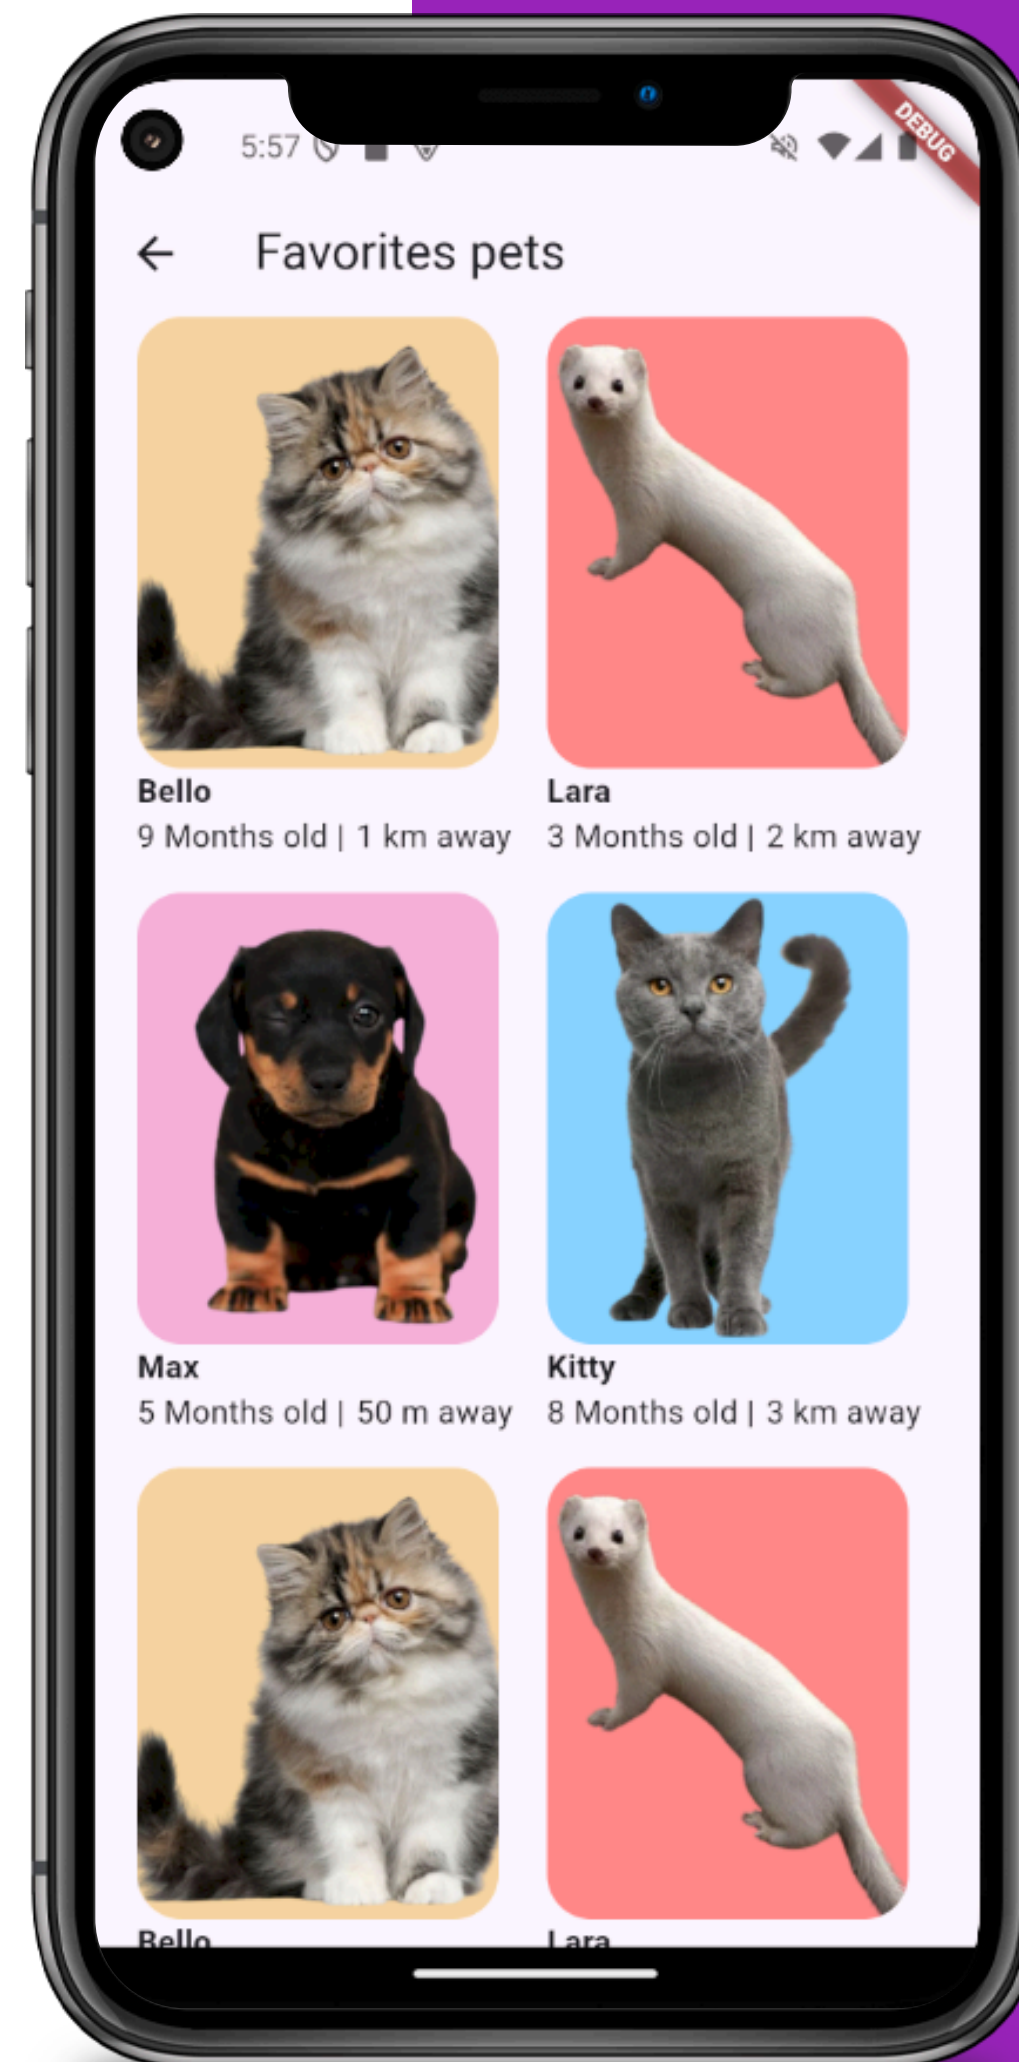 5:57
DEBUG
Favorites pets
Bello
9 Months old | 1 km away
Lara
3 Months old | 2 km away
Max
5 Months old | 50 m away
Kitty
8 Months old | 3 km away
Bello
Lara